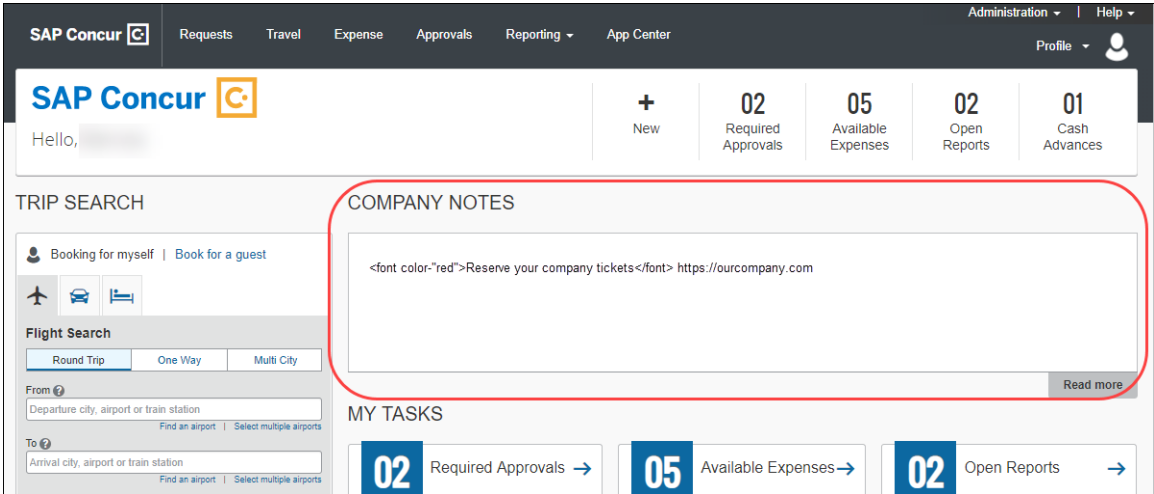 Administration | Help
SAP Concur C. Requests Travel Expense Approvals Reporting App Center
Profile
SAP Concur C.
Hello,
+ 02 05 02 01
New Required Available Open Cash
Approvals Expenses Reports Advances
TRIP SEARCH
COMPANY NOTES
Booking for myself | Book for a guest
<font color-"red">Reserve your company tickets</font> https://ourcompany.com
Flight Search
Round Trip One Way Multi City
Read more
From ?
Departure city, airport or train station
Find an airport | Select multiple airports
To ?
Arrival city, airport or train station
Find an airport | Select multiple airports
MY TASKS
02 Required Approvals → 05 Available Expenses → 02 Open Reports →